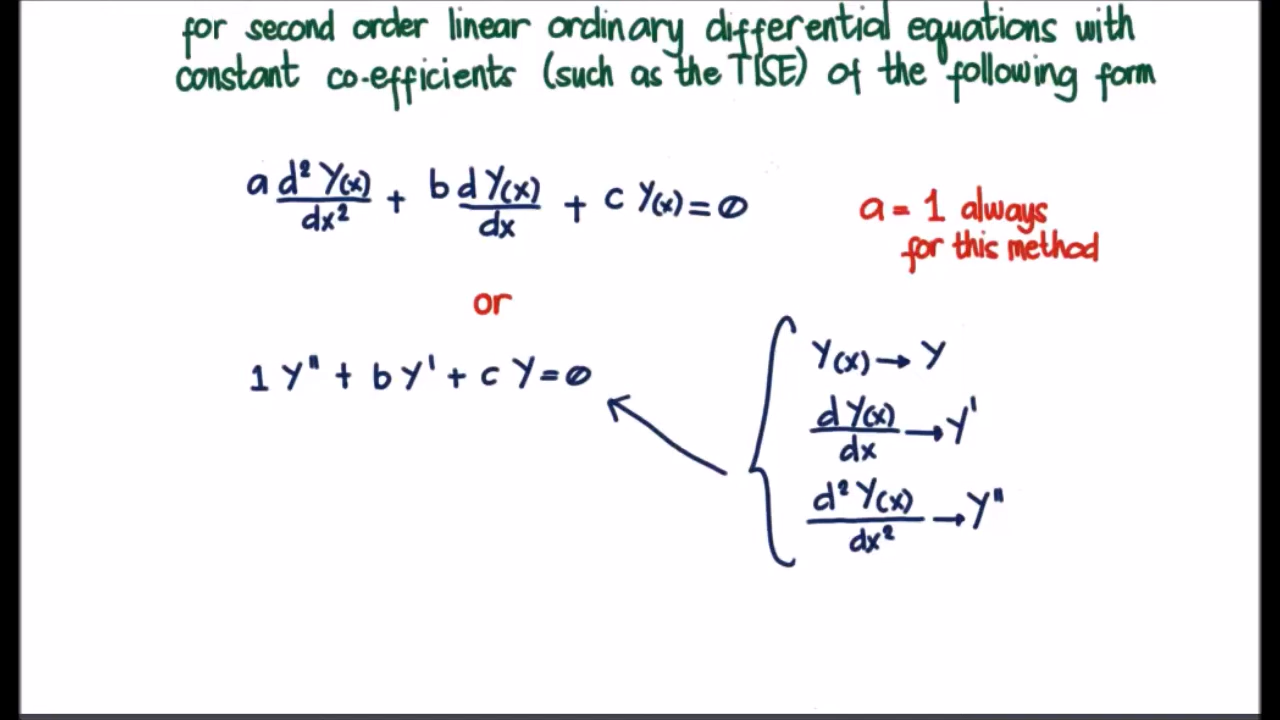 for second order linear ordinary differential equations with
constant co-efficients (such as the TISE) of the following form
a d²Y(x)/dx² + b dY(x)/dx + c Y(x) = 0
a = 1 always
for this method
or
1 Y" + b Y' + c Y = 0
Y(x) → Y
dY(x)/dx → Y'
d²Y(x)/dx² → Y"